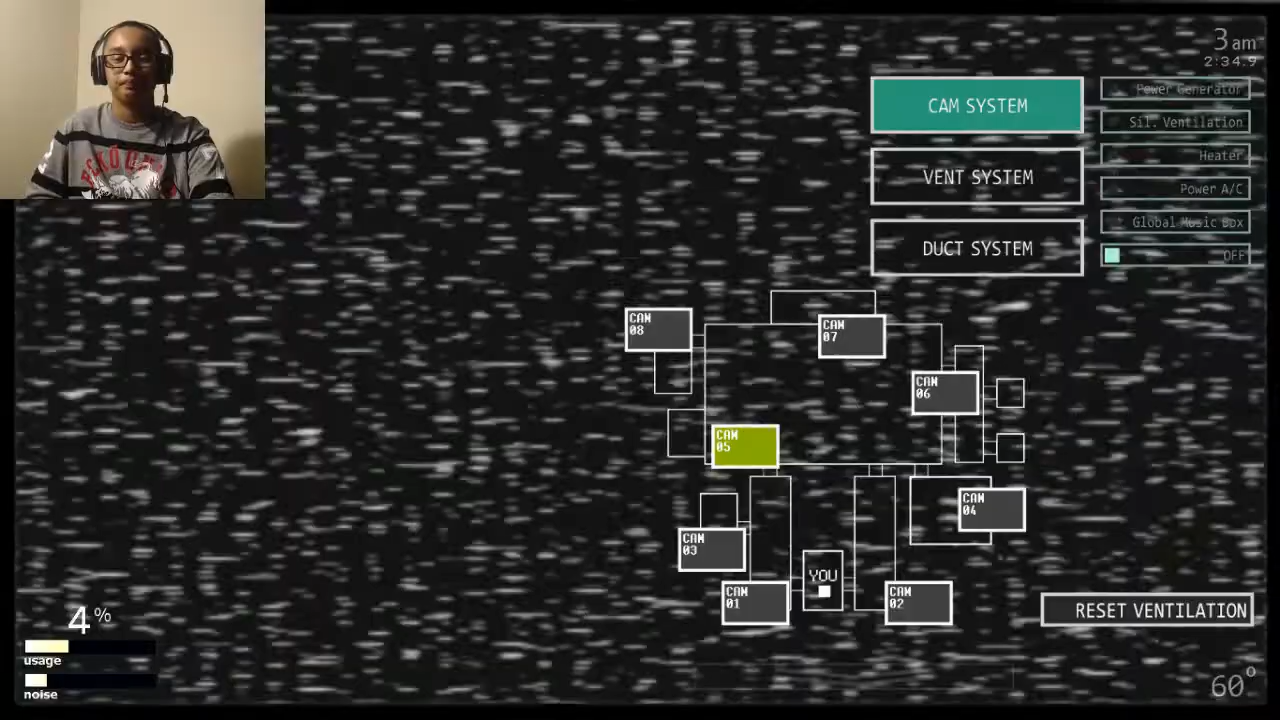 3 am
2:34.9
CAM SYSTEM
Power Generator
Sil. Ventilation
VENT SYSTEM
Heater
Power A/C
DUCT SYSTEM
Global Music Box
OFF
CAM 08
CAM 07
CAM 06
CAM 05
CAM 04
CAM 03
YOU
CAM 01
CAM 02
RESET VENTILATION
4%
usage
noise
60°